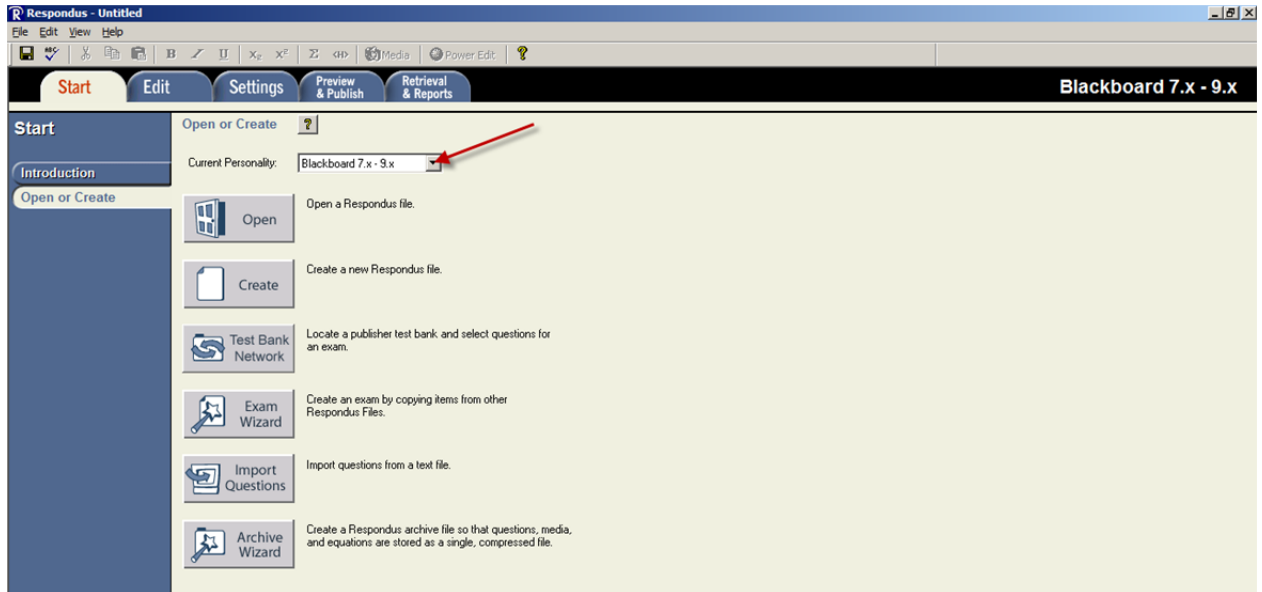 Respondus - Untitled
File Edit View Help
ABC B I U X₂ X² Σ <H> Media Power Edit ?
Start Edit Settings Preview & Publish Retrieval & Reports Blackboard 7.x - 9.x
Start
Introduction
Open or Create
Open or Create ?
Current Personality: Blackboard 7.x - 9.x
Open Open a Respondus file.
Create Create a new Respondus file.
Test Bank Network Locate a publisher test bank and select questions for
an exam.
Exam Wizard Create an exam by copying items from other
Respondus Files.
Import Questions Import questions from a text file.
Archive Wizard Create a Respondus archive file so that questions, media,
and equations are stored as a single, compressed file.